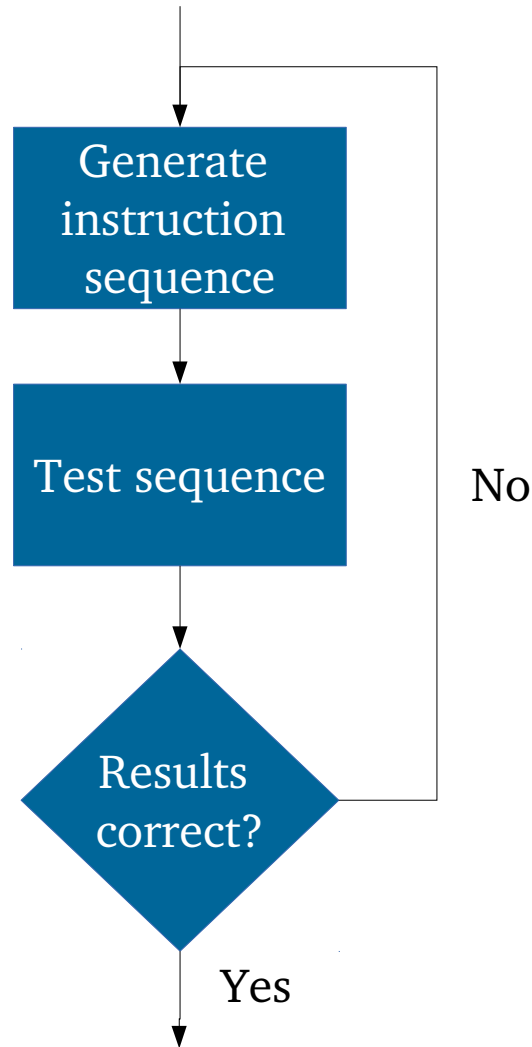 Generate
instruction
sequence
Test sequence
No
Results
correct?
Yes